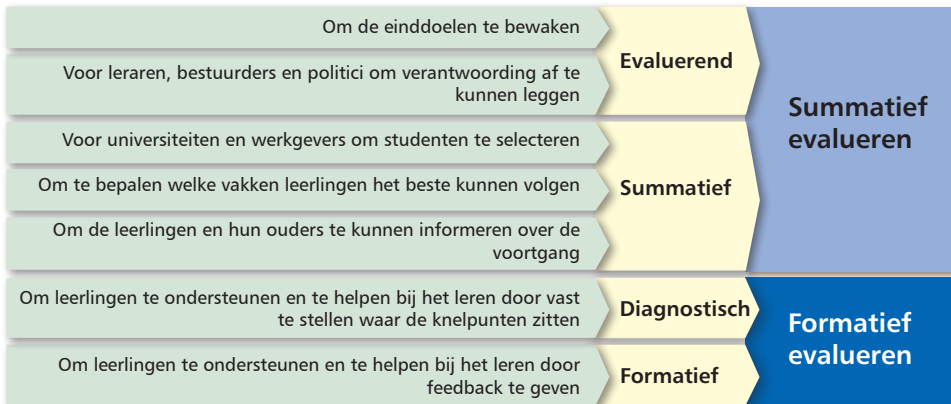 Om de einddoelen te bewaken
Voor leraren, bestuurders en politici om verantwoording af te
kunnen leggen
Evaluerend
Voor universiteiten en werkgevers om studenten te selecteren
Om te bepalen welke vakken leerlingen het beste kunnen volgen
Om de leerlingen en hun ouders te kunnen informeren over de
voortgang
Summatief
Summatief
evalueren
Om leerlingen te ondersteunen en te helpen bij het leren door vast
te stellen waar de knelpunten zitten
Diagnostisch
Om leerlingen te ondersteunen en te helpen bij het leren door
feedback te geven
Formatief
Formatief
evalueren